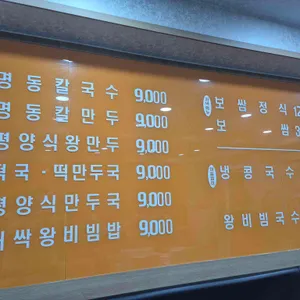 명동칼국수 9,000
명동칼만두 9,000
평양식왕만두 9,000
떡국·떡만두국 9,000
평양식만두국 9,000
왕비빔밥 9,000
보쌈정식
보쌈
냉콩국수
왕비빔국수